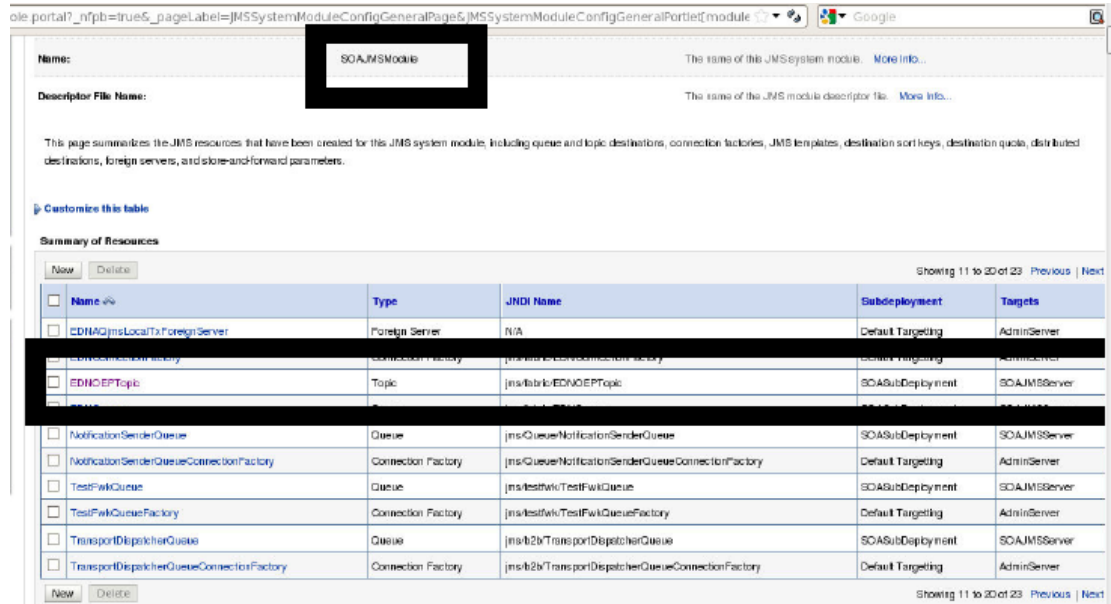 ole portal?_nfpb=true&_pageLabel=JMSSystemModuleConfigGeneralPage&JMSSystemModuleConfigGeneralPortlet[module Google
Name: SOAJMSModule The name of this JMS system module. More Info...
Descriptor File Name: The name of the JMS module descriptor file. More Info...
This page summarizes the JMS resources that have been created for this JMS system module, including queue and topic destinations, connection factories, JMS templates, destination sort keys, destination quota, distributed
destinations, foreign servers, and store-and-forward parameters.
Customize this table
Summary of Resources
New Delete Showing 11 to 20 of 23 Previous | Next
Name Type JNDI Name Subdeployment Targets
EDNAQjmsLocalTxForeignServer Foreign Server N/A Default Targetting AdminServer
EDNOEPTopic Topic jms/fabric/EDNOEPTopic SOASubDeployment SOAJMSServer
NotificationSenderQueue Queue jms/Queue/NotificationSenderQueue SOASubDeployment SOAJMSServer
NotificationSenderQueueConnectionFactory Connection Factory jms/Queue/NotificationSenderQueueConnectionFactory Default Targetting AdminServer
TestFwkQueue Queue jms/testfwk/TestFwkQueue SOASubDeployment SOAJMSServer
TestFwkQueueFactory Connection Factory jms/testfwk/TestFwkQueueFactory Default Targetting AdminServer
TransportDispatcherQueue Queue jms/b2b/TransportDispatcherQueue SOASubDeployment SOAJMSServer
TransportDispatcherQueueConnectionFactory Connection Factory jms/b2b/TransportDispatcherQueueConnectionFactory Default Targetting AdminServer
New Delete Showing 11 to 20 of 23 Previous | Next